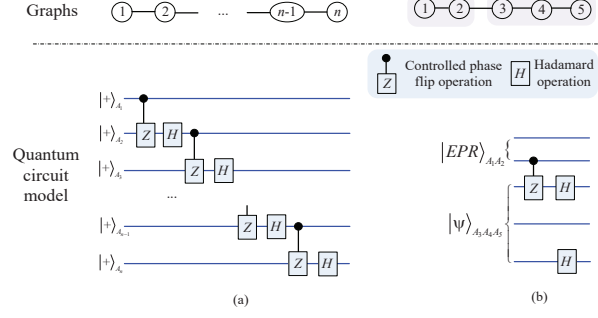 Graphs 1 2 ... n-1 n 1 2 3 4 5
Controlled phase flip operation
Z
Hadamard operation
H
|+⟩A₁
|+⟩A₂ Z H
|+⟩A₃ Z H
Quantum circuit model
...
|+⟩Aₙ₋₁ Z H
|+⟩Aₙ Z H
(a)
|EPR⟩A₁A₂
Z H
|ψ⟩A₃A₄A₅
H
(b)